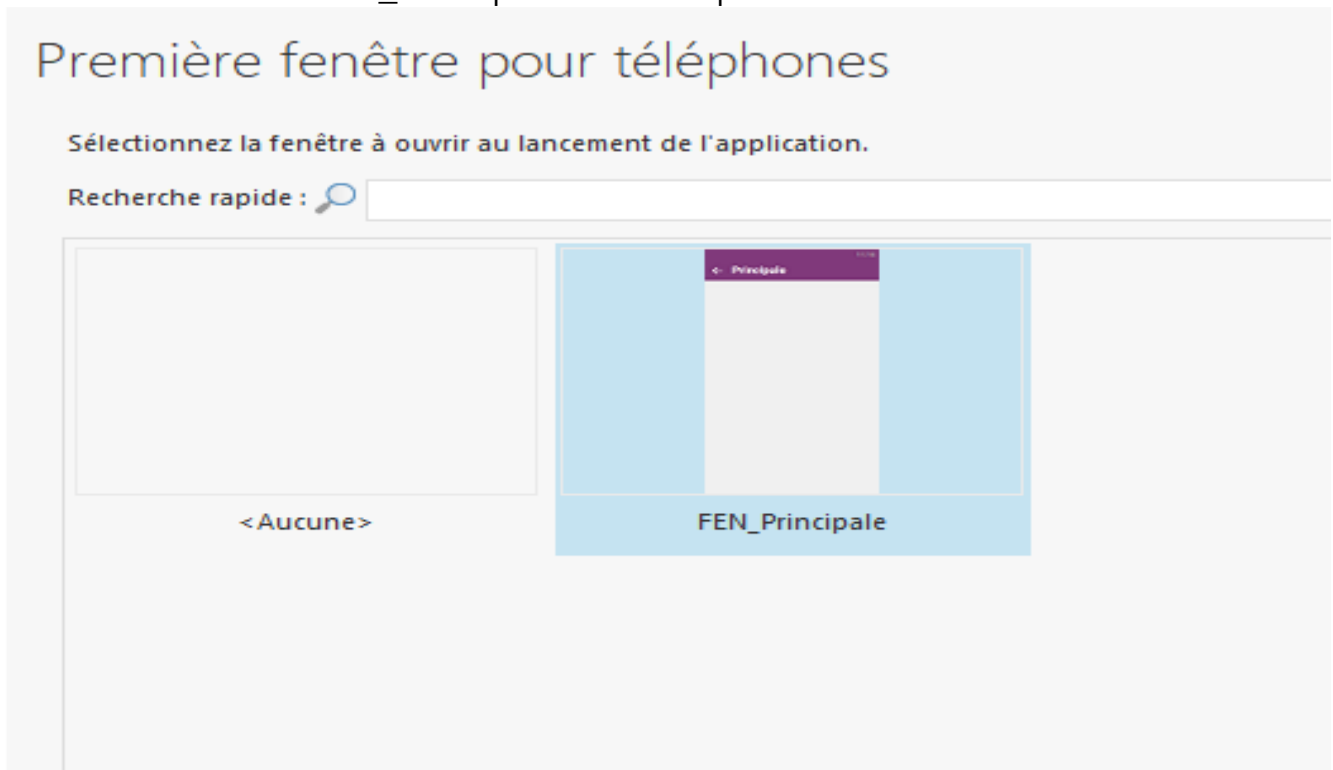 Première fenêtre pour téléphones
Sélectionnez la fenêtre à ouvrir au lancement de l'application.
Recherche rapide :
<- Principale
<Aucune>
FEN_Principale